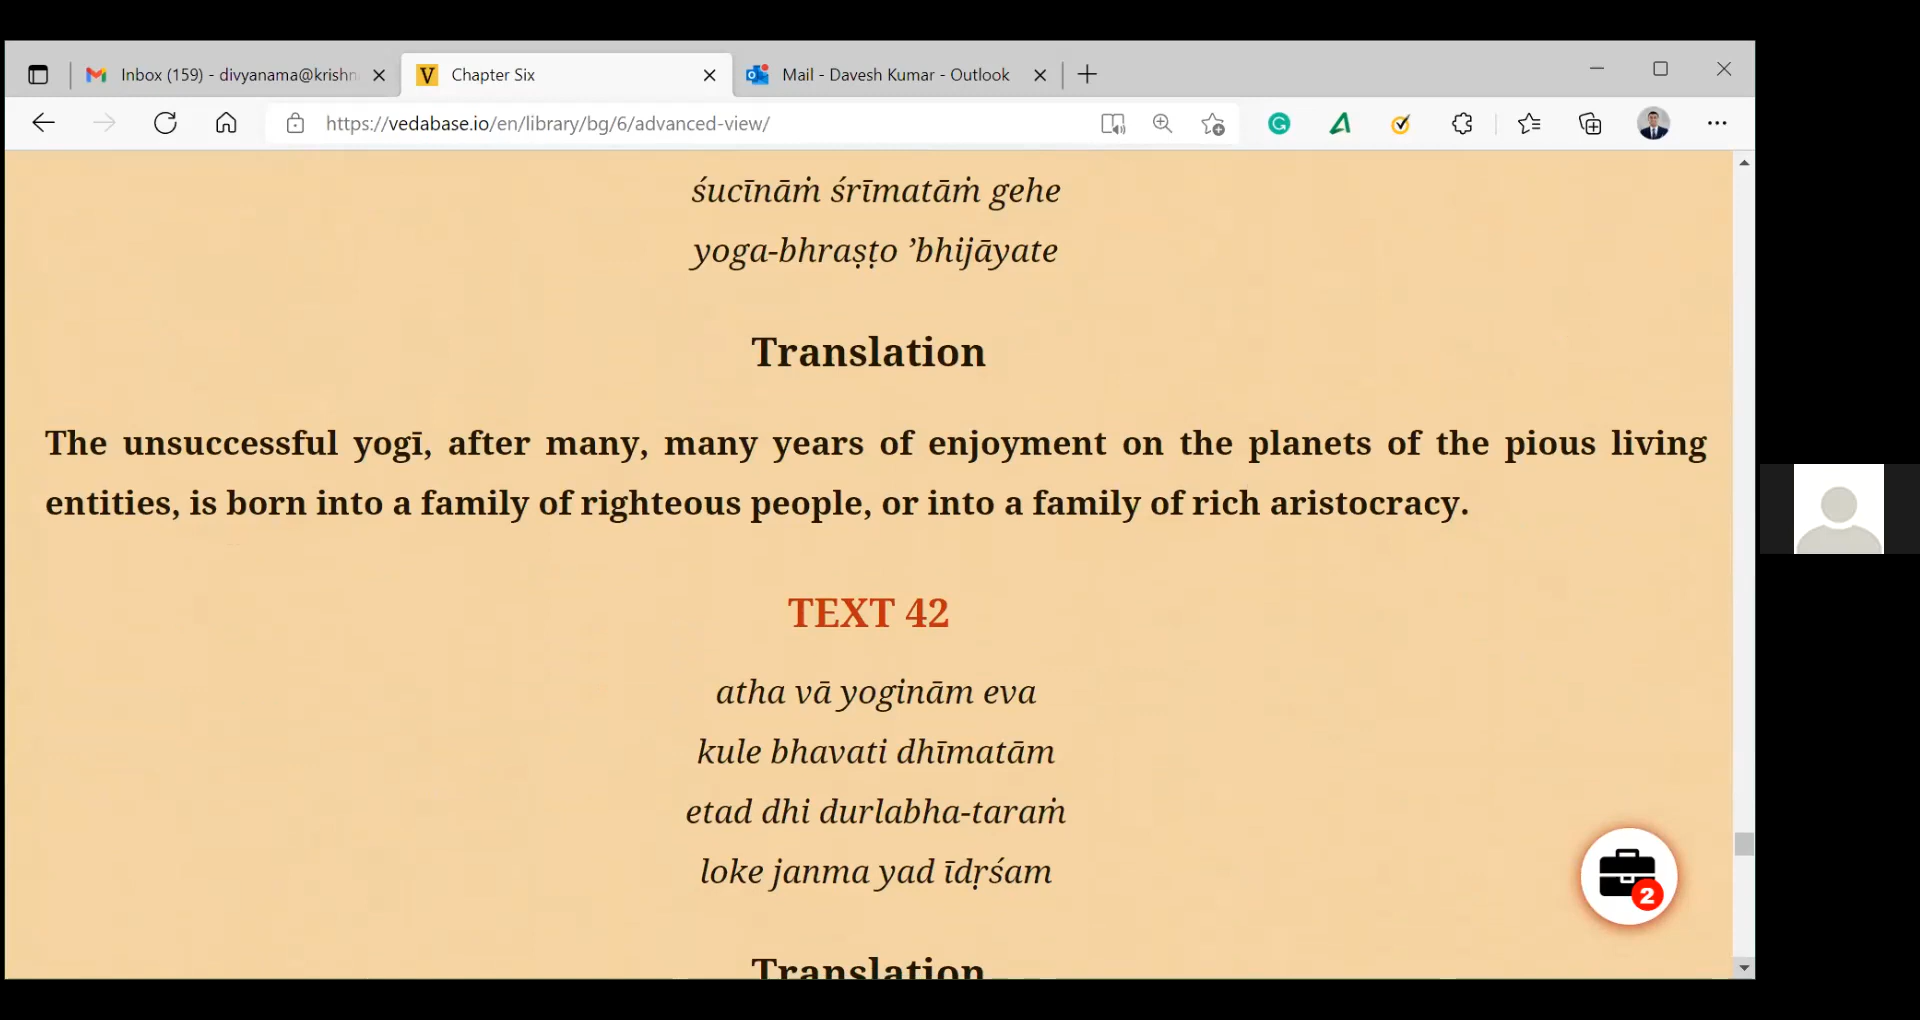 Inbox (159) - divyanama@krishn
V
Chapter Six
Mail - Davesh Kumar - Outlook
https://vedabase.io/en/library/bg/6/advanced-view/
śucīnāṁ śrīmatāṁ gehe
yoga-bhraṣṭo ’bhijāyate
Translation
The unsuccessful yogī, after many, many years of enjoyment on the planets of the pious living
entities, is born into a family of righteous people, or into a family of rich aristocracy.
TEXT 42
atha vā yoginām eva
kule bhavati dhīmatām
etad dhi durlabha-taraṁ
loke janma yad īdṛśam
2
Translation